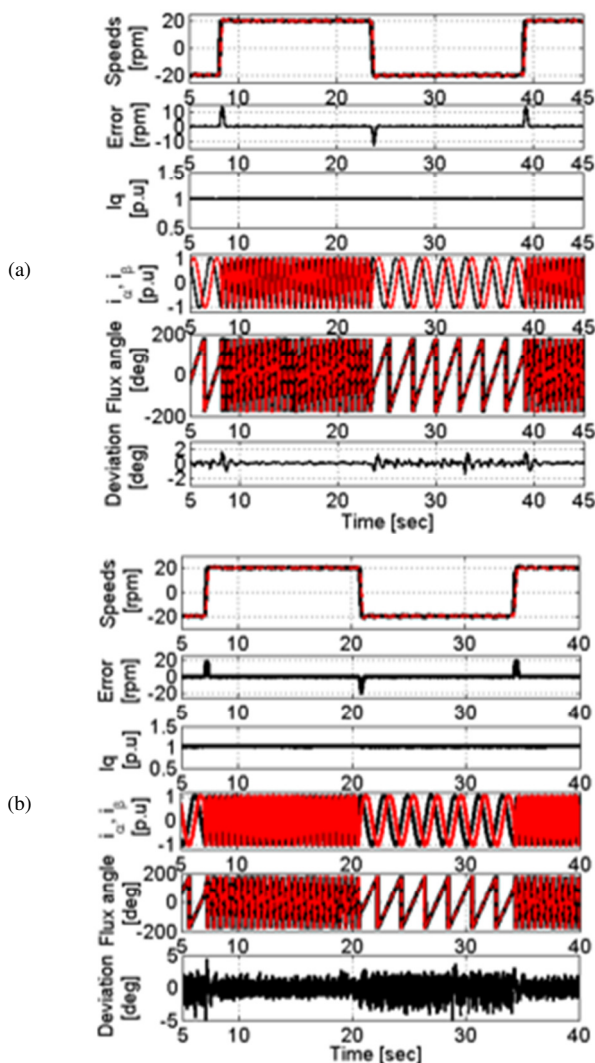 (a)
Speeds
[rpm]
20
0
-20
5 10 20 30 40 45
Error
[rpm]
10
0
-10
5 10 20 30 40 45
Iq
[p.u]
1.5
1
0.5
5 10 20 30 40 45
iα, iβ
[p.u]
1
0
-1
5 10 20 30 40 45
Flux angle
[deg]
200
0
-200
5 10 20 30 40 45
Deviation
[deg]
2
0
-2
5 10 20 30 40 45
Time [sec]
(b)
Speeds
[rpm]
20
0
-20
5 10 20 30 40
Error
[rpm]
20
0
-20
5 10 20 30 40
Iq
[p.u]
1.5
1
0.5
5 10 20 30 40
iα, iβ
[p.u]
1
0
-1
5 10 20 30 40
Flux angle
[deg]
200
0
-200
5 10 20 30 40
Deviation
[deg]
5
0
-5
5 10 20 30 40
Time [sec]